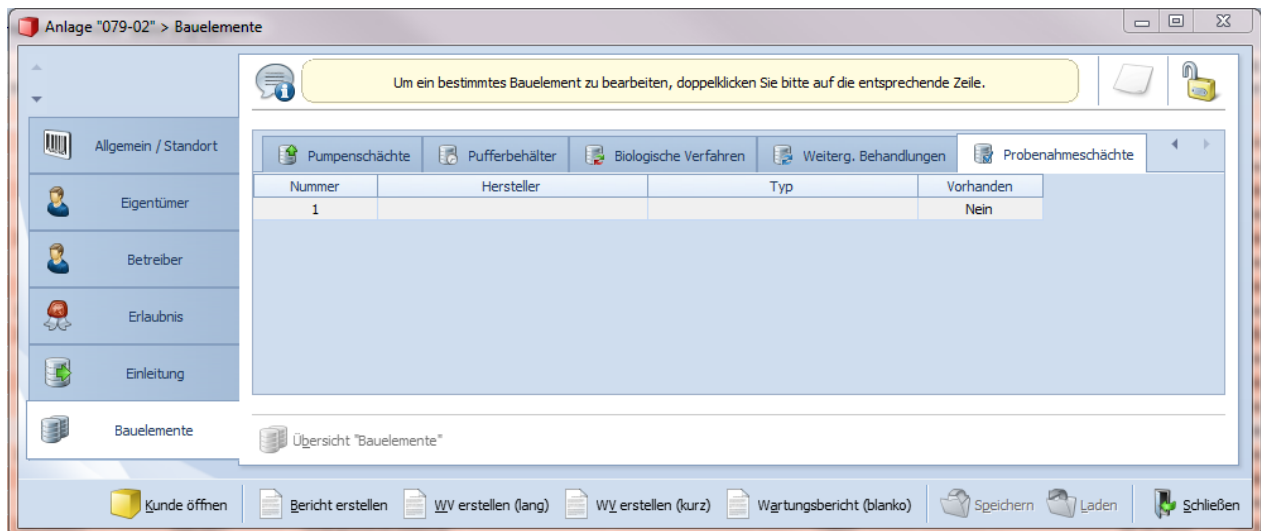 Anlage "079-02" > Bauelemente
Um ein bestimmtes Bauelement zu bearbeiten, doppelklicken Sie bitte auf die entsprechende Zeile.
Allgemein / Standort
Eigentümer
Betreiber
Erlaubnis
Einleitung
Bauelemente
Pumpenschächte Pufferbehälter Biologische Verfahren Weiterg. Behandlungen Probenahmeschächte
Nummer Hersteller Typ Vorhanden
1 Nein
Übersicht "Bauelemente"
Kunde öffnen Bericht erstellen WV erstellen (lang) WV erstellen (kurz) Wartungsbericht (blanko) Speichern Laden Schließen